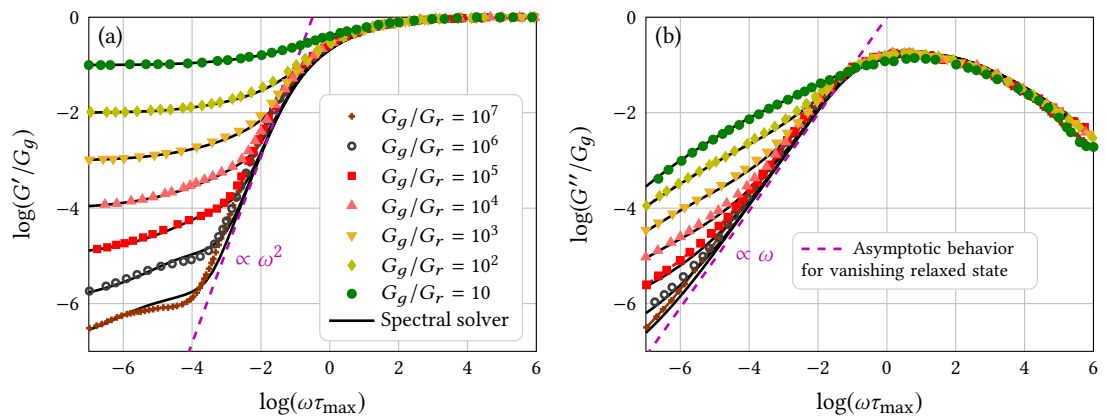 (a)
log(G′/G_g)
0
−2
−4
−6
−6
−4
−2
0
2
4
6
log(ωτ_max)
G_g/G_r = 10^7
G_g/G_r = 10^6
G_g/G_r = 10^5
G_g/G_r = 10^4
G_g/G_r = 10^3
G_g/G_r = 10^2
G_g/G_r = 10
Spectral solver
∝ ω^2
(b)
log(G″/G_g)
0
−2
−4
−6
−6
−4
−2
0
2
4
6
log(ωτ_max)
∝ ω
Asymptotic behavior
for vanishing relaxed state